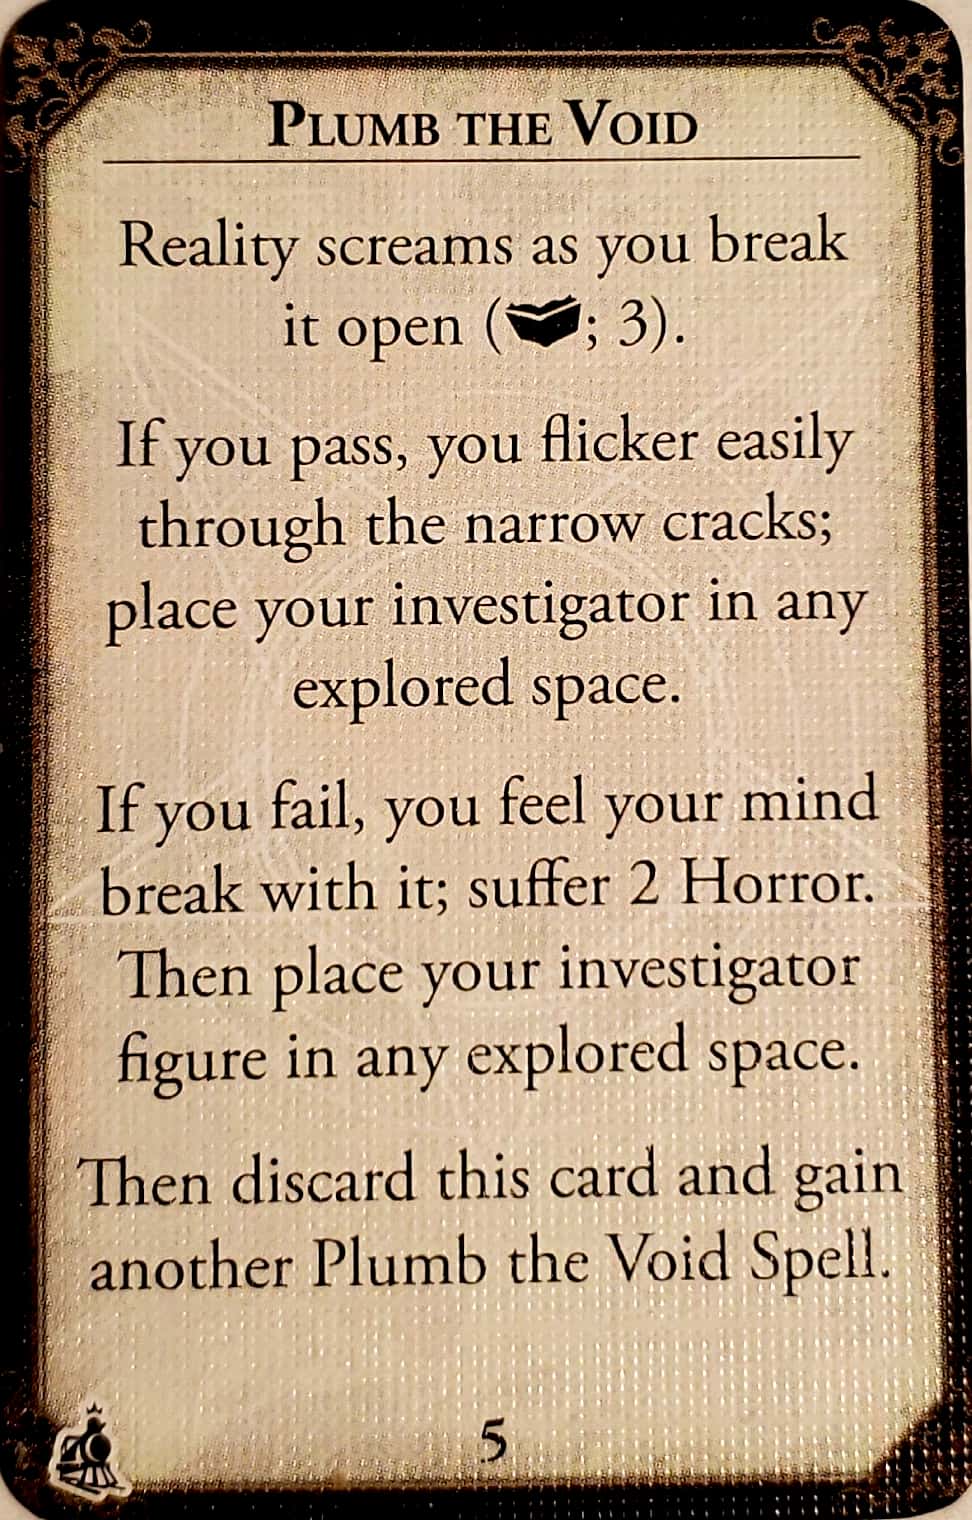 PLUMB THE VOID
Reality screams as you break
it open (; 3).
If you pass, you flicker easily
through the narrow cracks;
place your investigator in any
explored space.
If you fail, you feel your mind
break with it; suffer 2 Horror.
Then place your investigator
figure in any explored space.
Then discard this card and gain
another Plumb the Void Spell.
5